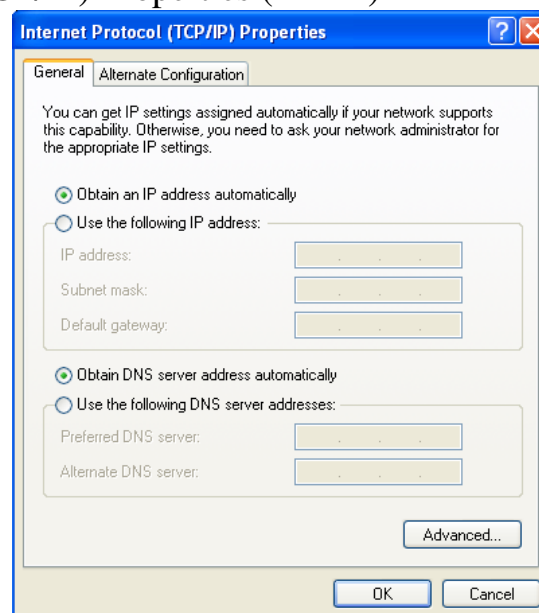 Internet Protocol (TCP/IP) Properties
General
Alternate Configuration
You can get IP settings assigned automatically if your network supports
this capability. Otherwise, you need to ask your network administrator for
the appropriate IP settings.
Obtain an IP address automatically
Use the following IP address:
IP address:
Subnet mask:
Default gateway:
Obtain DNS server address automatically
Use the following DNS server addresses:
Preferred DNS server:
Alternate DNS server:
Advanced...
OK
Cancel